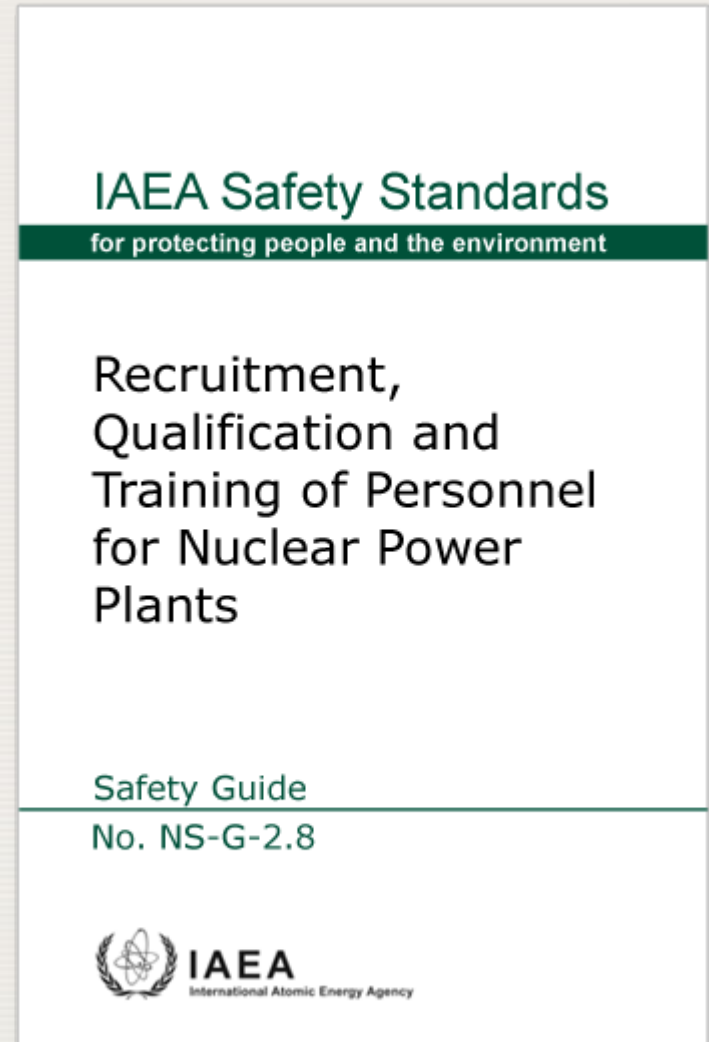 IAEA Safety Standards
for protecting people and the environment
Recruitment,
Qualification and
Training of Personnel
for Nuclear Power
Plants
Safety Guide
No. NS-G-2.8
IAEA
International Atomic Energy Agency